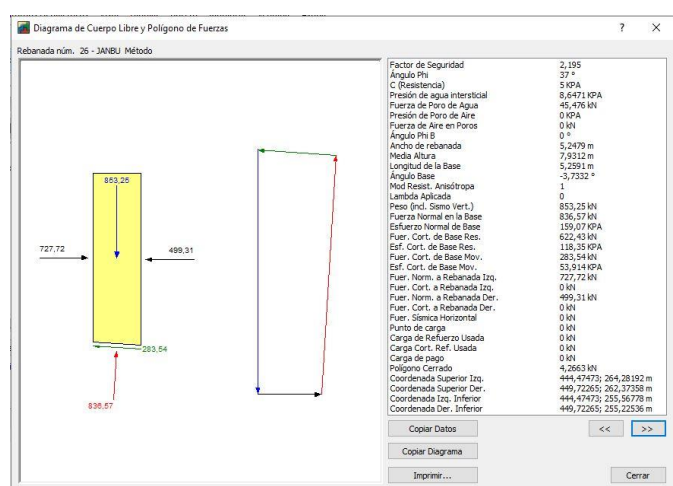 Diagrama de Cuerpo Libre y Polígono de Fuerzas ? ×
Rebanada núm. 26 - JANBU Método
853,25
727,72
499,31
283,54
836,57
Factor de Seguridad 2,195
Ángulo Phi 37 °
C (Resistencia) 5 KPA
Presión de agua intersticial 8,6471 KPA
Fuerza de Poro de Agua 45,476 kN
Presión de Poro de Aire 0 KPA
Fuerza de Aire en Poros 0 kN
Ángulo Phi B 0 °
Ancho de rebanada 5,2479 m
Media Altura 7,9312 m
Longitud de la Base 5,2591 m
Ángulo Base -3,7332 °
Mod Resist. Anisótropa 1
Lambda Aplicada 0
Peso (incl. Sismo Vert.) 853,25 kN
Fuerza Normal en la Base 836,57 kN
Esfuerzo Normal de Base 159,07 KPA
Fuer. Cort. de Base Res. 622,43 kN
Esf. Cort. de Base Res. 118,35 KPA
Fuer. Cort. de Base Mov. 283,54 kN
Esf. Cort. de Base Mov. 53,914 KPA
Fuer. Norm. a Rebanada Izq. 727,72 kN
Fuer. Cort. a Rebanada Izq. 0 kN
Fuer. Norm. a Rebanada Der. 499,31 kN
Fuer. Cort. a Rebanada Der. 0 kN
Fuer. Sísmica Horizontal 0 kN
Punto de carga 0 kN
Carga de Refuerzo Usada 0 kN
Carga Cort. Ref. Usada 0 kN
Carga de pago 0 kN
Polígono Cerrado 4,2663 kN
Coordenada Superior Izq. 444,47473; 264,28192 m
Coordenada Superior Der. 449,72265; 262,37358 m
Coordenada Izq. Inferior 444,47473; 255,56778 m
Coordenada Der. Inferior 449,72265; 255,22536 m
Copiar Datos << >>
Copiar Diagrama
Imprimir... Cerrar